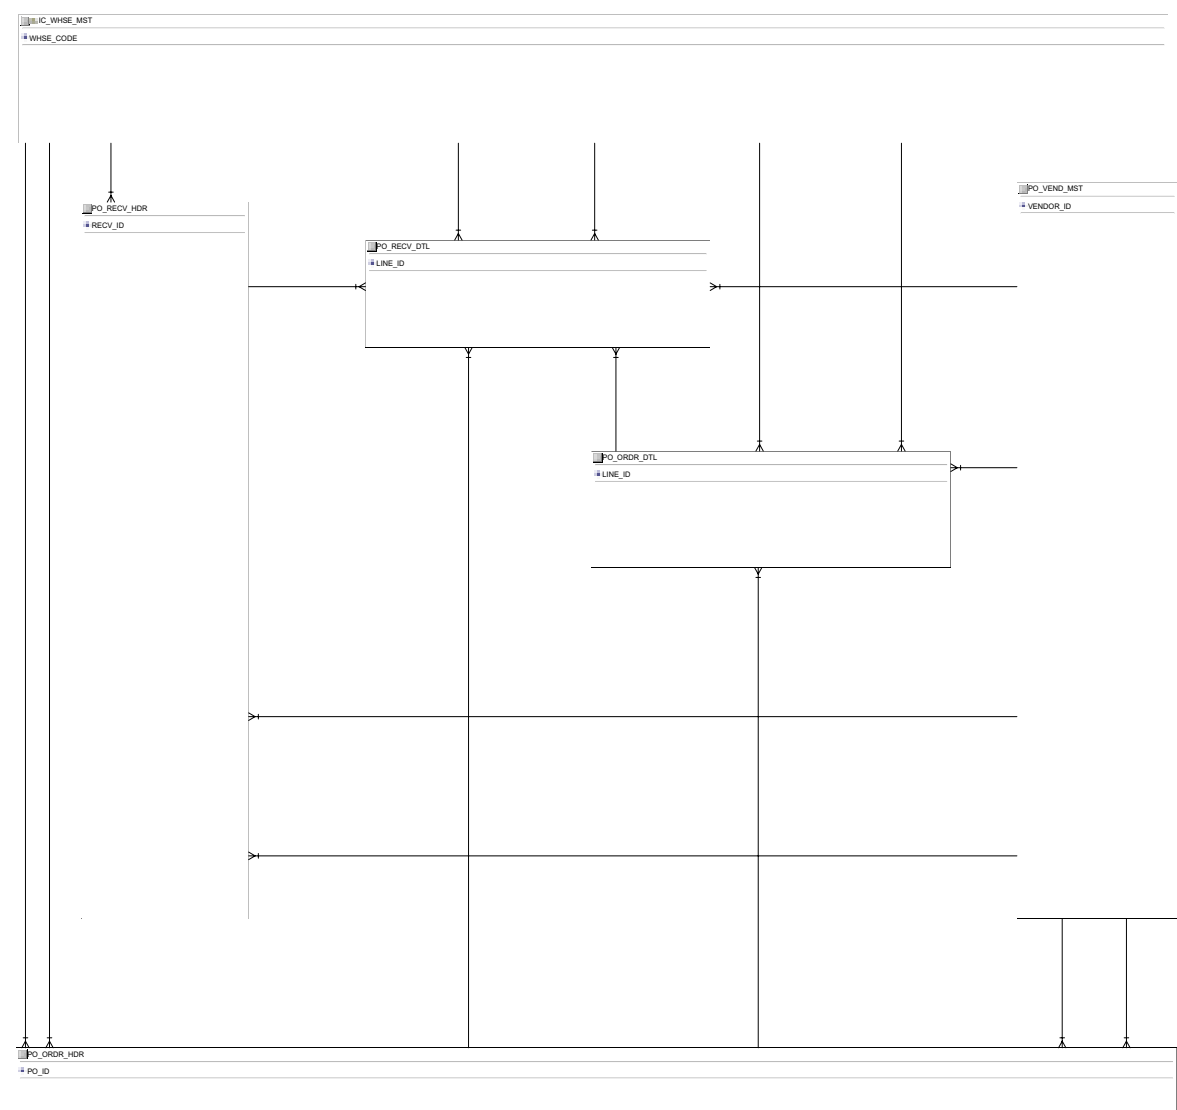 IC_WHSE_MST
WHSE_CODE
PO_RECV_HDR
RECV_ID
PO_VEND_MST
VENDOR_ID
PO_RECV_DTL
LINE_ID
PO_ORDR_DTL
LINE_ID
PO_ORDR_HDR
PO_ID